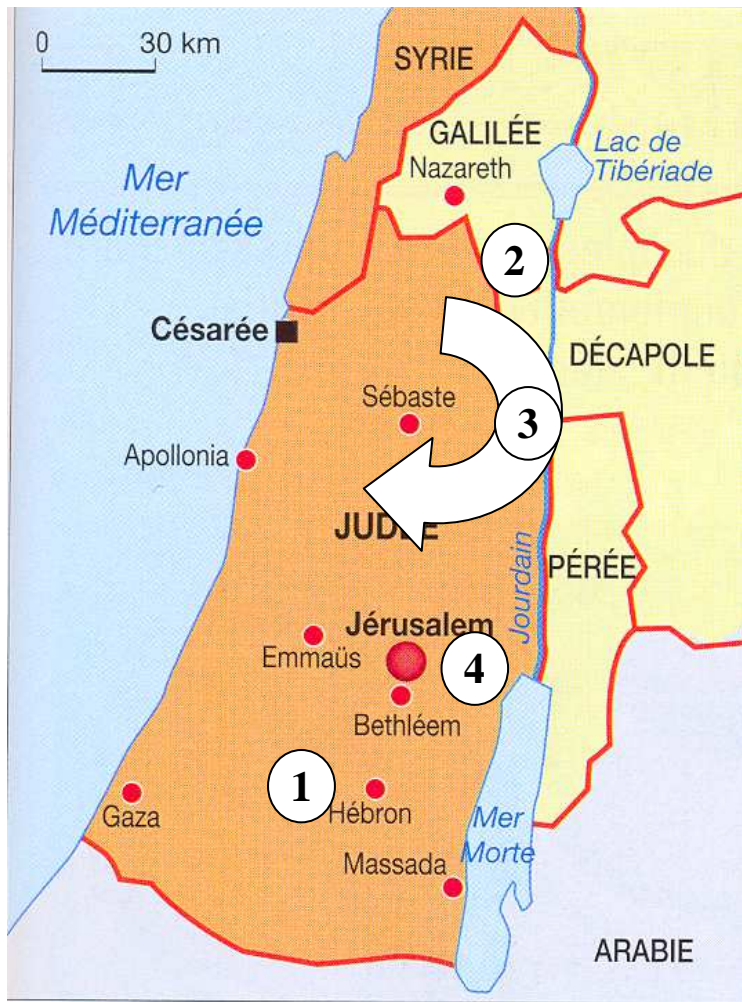 0 30 km
SYRIE
GALILÉE
Nazareth
Lac de
Tibériade
Mer
Méditerranée
2
Césarée
DÉCAPOLE
Sébaste
3
Apollonia
JUDÉE
Jourdain
PÉRÉE
Jérusalem
Emmaüs
4
Bethléem
1
Gaza
Hébron
Mer
Morte
Massada
ARABIE